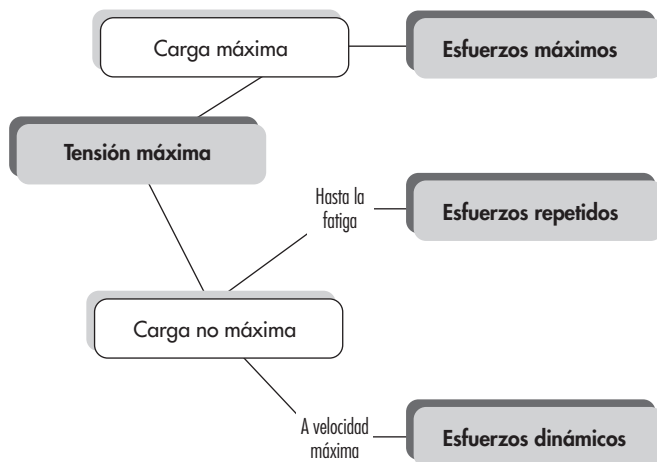 Carga máxima
Esfuerzos máximos
Tensión máxima
Hasta la
fatiga
Esfuerzos repetidos
Carga no máxima
A velocidad
máxima
Esfuerzos dinámicos